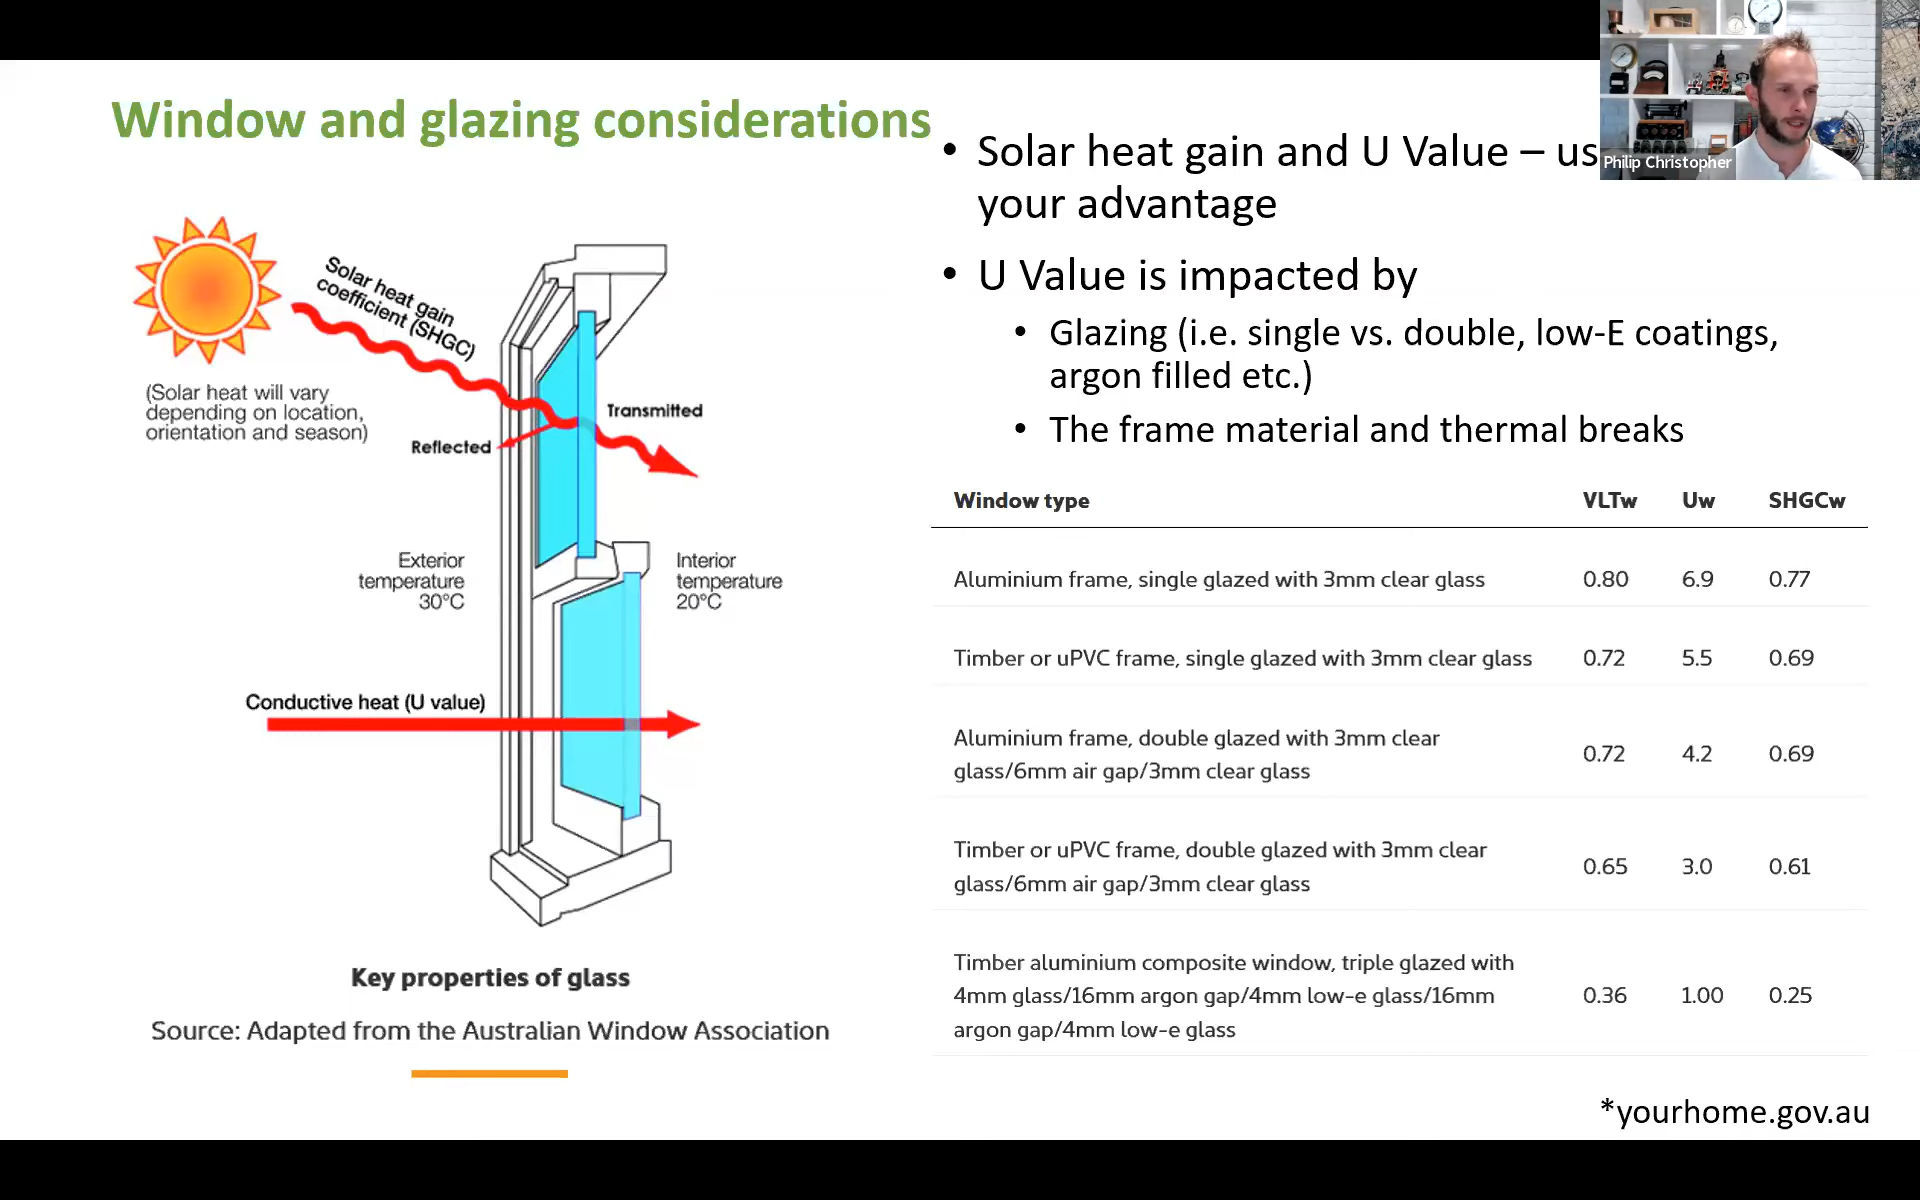 Window and glazing considerations
Philip Christopher
• Solar heat gain and U Value – us
your advantage
• U Value is impacted by
• Glazing (i.e. single vs. double, low-E coatings,
argon filled etc.)
• The frame material and thermal breaks
Solar heat gain
coefficient (SHGC)
(Solar heat will vary
depending on location,
orientation and season)
Transmitted
Reflected
Exterior
temperature
30°C
Interior
temperature
20°C
Conductive heat (U value)
Key properties of glass
Source: Adapted from the Australian Window Association
Window type VLTw Uw SHGCw
Aluminium frame, single glazed with 3mm clear glass 0.80 6.9 0.77
Timber or uPVC frame, single glazed with 3mm clear glass 0.72 5.5 0.69
Aluminium frame, double glazed with 3mm clear
glass/6mm air gap/3mm clear glass 0.72 4.2 0.69
Timber or uPVC frame, double glazed with 3mm clear
glass/6mm air gap/3mm clear glass 0.65 3.0 0.61
Timber aluminium composite window, triple glazed with
4mm glass/16mm argon gap/4mm low-e glass/16mm 0.36 1.00 0.25
argon gap/4mm low-e glass
*yourhome.gov.au